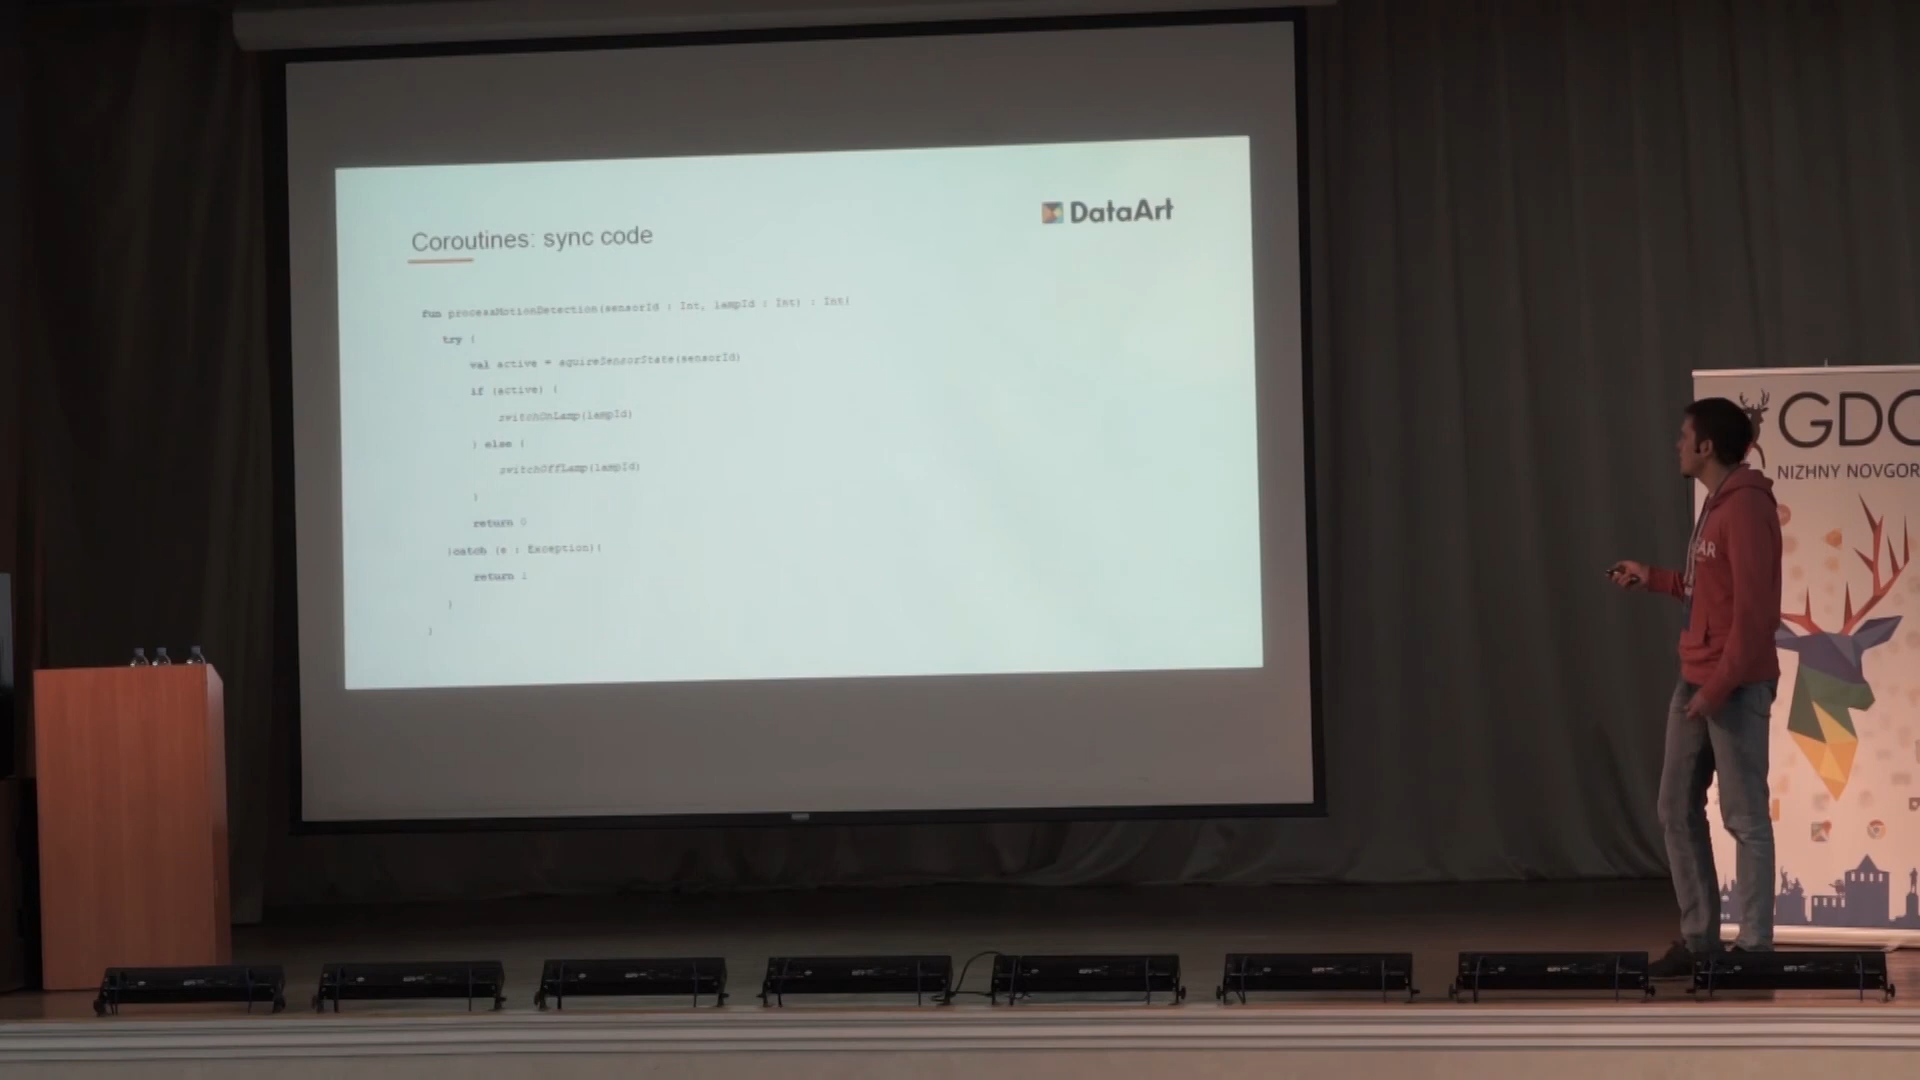 DataArt
Coroutines: sync code
fun processMotionDetection(sensorId : Int, lampId : Int) : Int{
try {
val active = aquireSensorState(sensorId)
if (active) {
switchOnLamp(lampId)
} else {
switchOffLamp(lampId)
}
return 0
}catch (e : Exception){
return 1
}
}
GDG
NIZHNY NOVGOR
AR